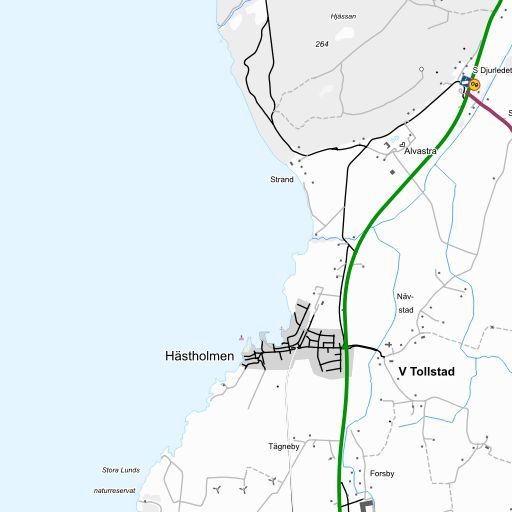 Hjässan
264
S Djurledet
Alvastra
Strand
Näv-
stad
Hästholmen
V Tollstad
Tägneby
Stora Lunds
naturreservat
Forsby